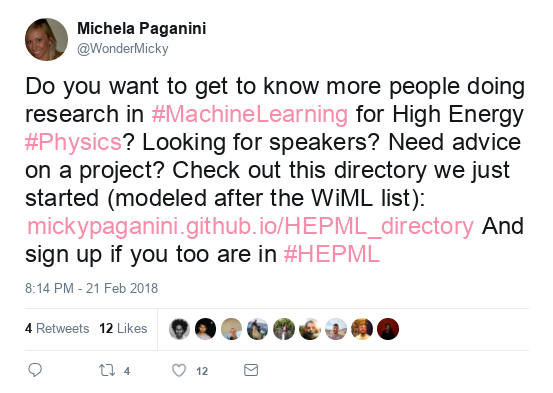 Michela Paganini
@WonderMicky
Do you want to get to know more people doing
research in #MachineLearning for High Energy
#Physics? Looking for speakers? Need advice
on a project? Check out this directory we just
started (modeled after the WiML list):
mickypaganini.github.io/HEPML_directory And
sign up if you too are in #HEPML
8:14 PM - 21 Feb 2018
4 Retweets 12 Likes
4 12